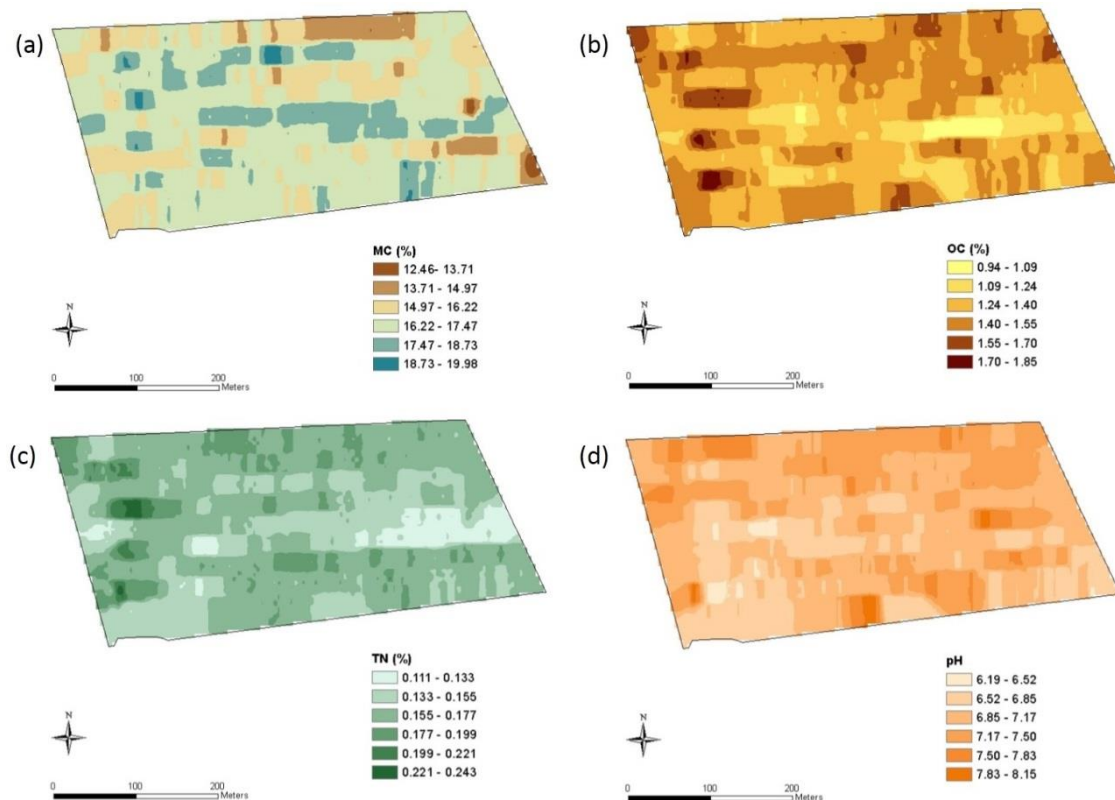 (a)
MC (%)
12.46- 13.71
13.71 - 14.97
14.97 - 16.22
16.22 - 17.47
17.47 - 18.73
18.73 - 19.98
N
0 100 200
Meters
(b)
OC (%)
0.94 - 1.09
1.09 - 1.24
1.24 - 1.40
1.40 - 1.55
1.55 - 1.70
1.70 - 1.85
N
0 100 200
Meters
(c)
TN (%)
0.111 - 0.133
0.133 - 0.155
0.155 - 0.177
0.177 - 0.199
0.199 - 0.221
0.221 - 0.243
N
0 100 200
Meters
(d)
pH
6.19 - 6.52
6.52 - 6.85
6.85 - 7.17
7.17 - 7.50
7.50 - 7.83
7.83 - 8.15
N
0 100 200
Meters